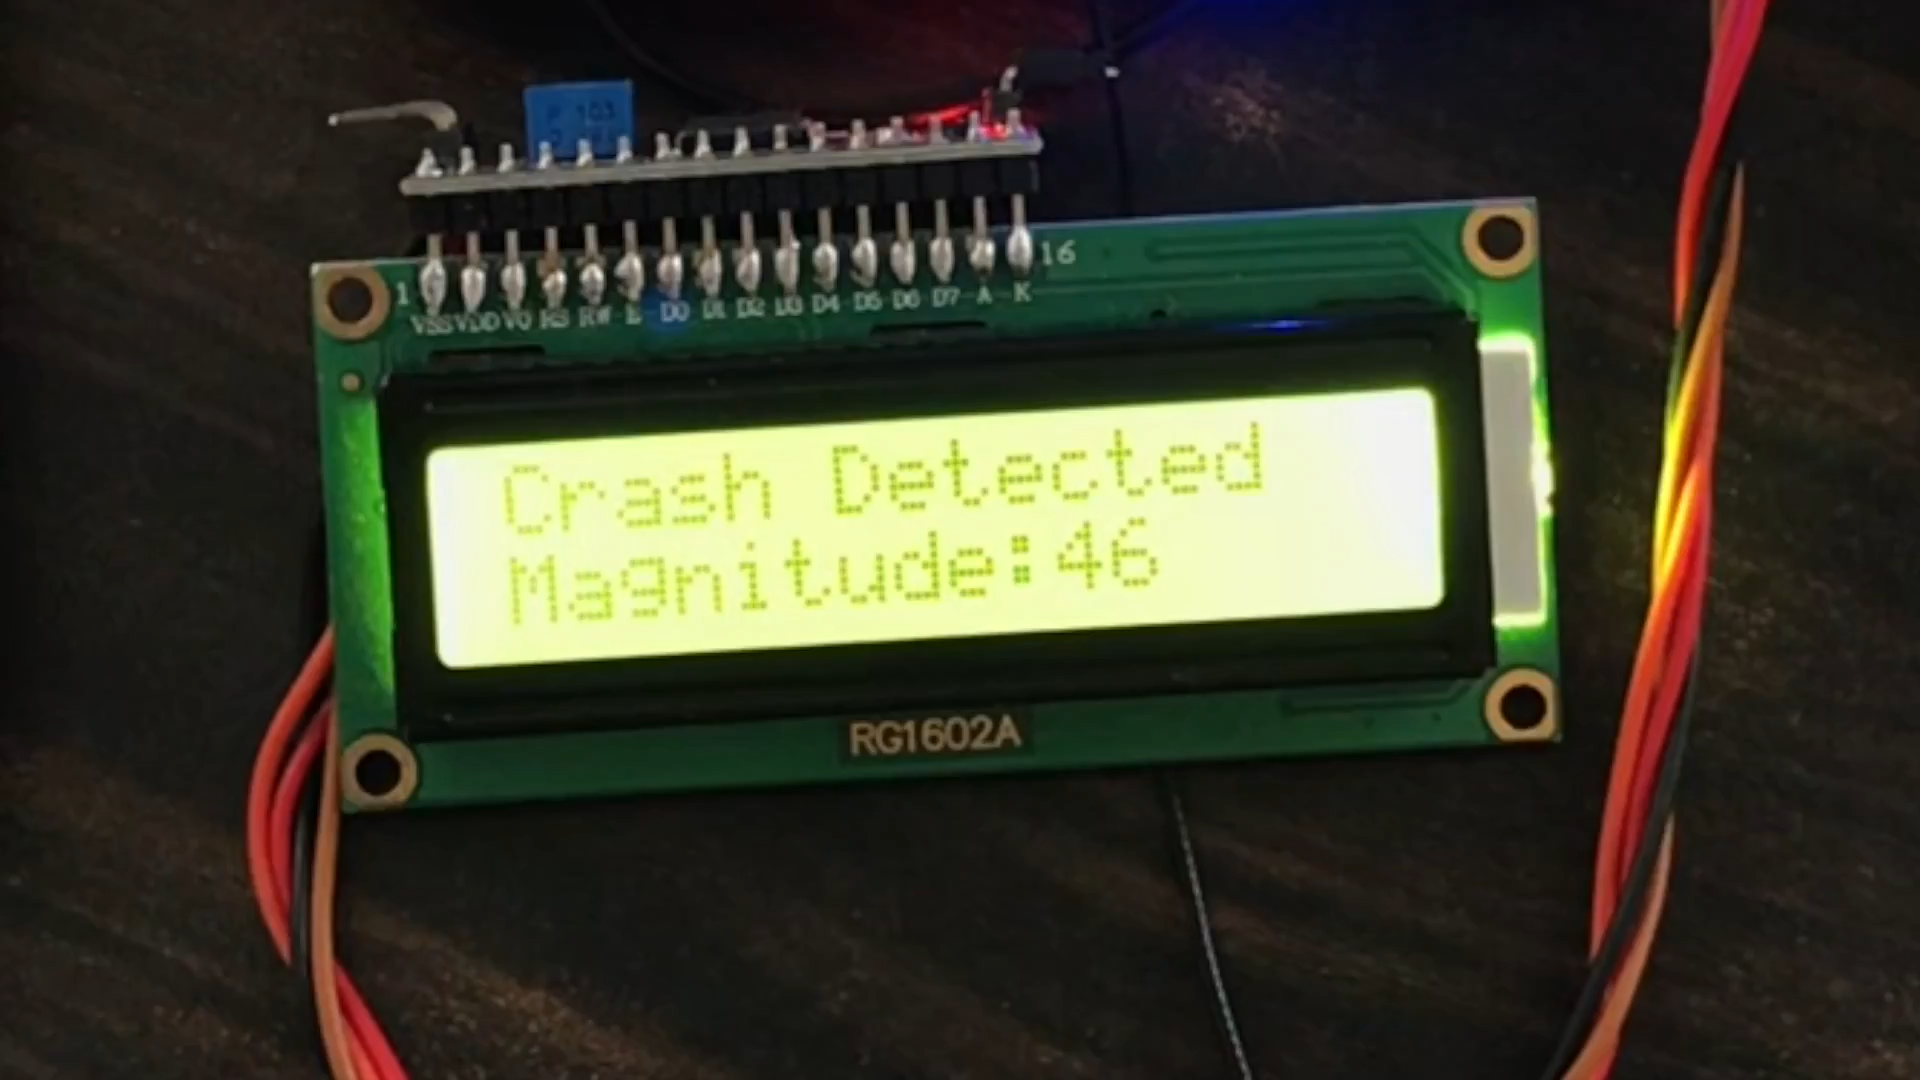 P 103
1 16
VSS VDD V0 RS RW E D0 D1 D2 D3 D4 D5 D6 D7 A K
Crash Detected
Magnitude:46
RG1602A